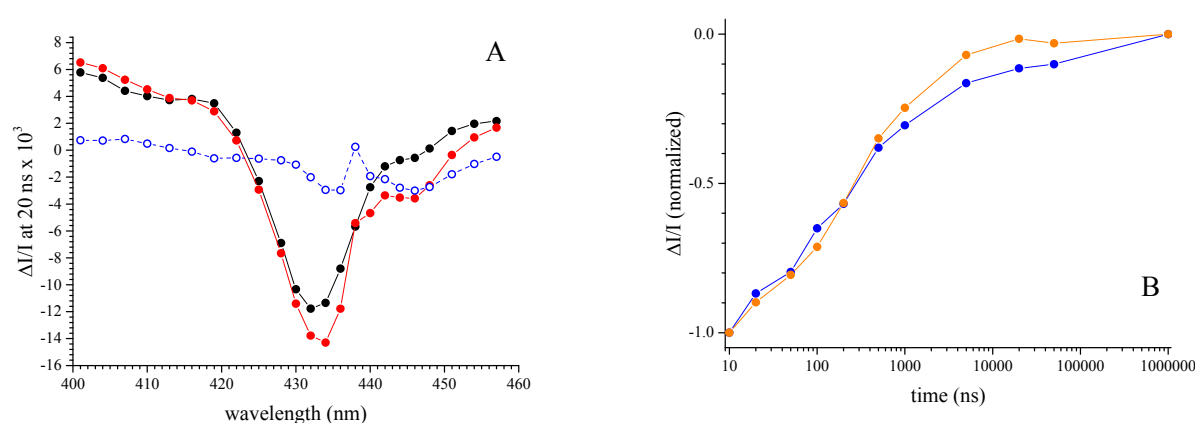 A
8
6
4
2
0
-2
-4
-6
-8
-10
-12
-14
-16
400 410 420 430 440 450 460
wavelength (nm)
ΔI/I at 20 ns x 10³
B
0.0
-0.5
-1.0
10 100 1000 10000 100000 1000000
time (ns)
ΔI/I (normalized)